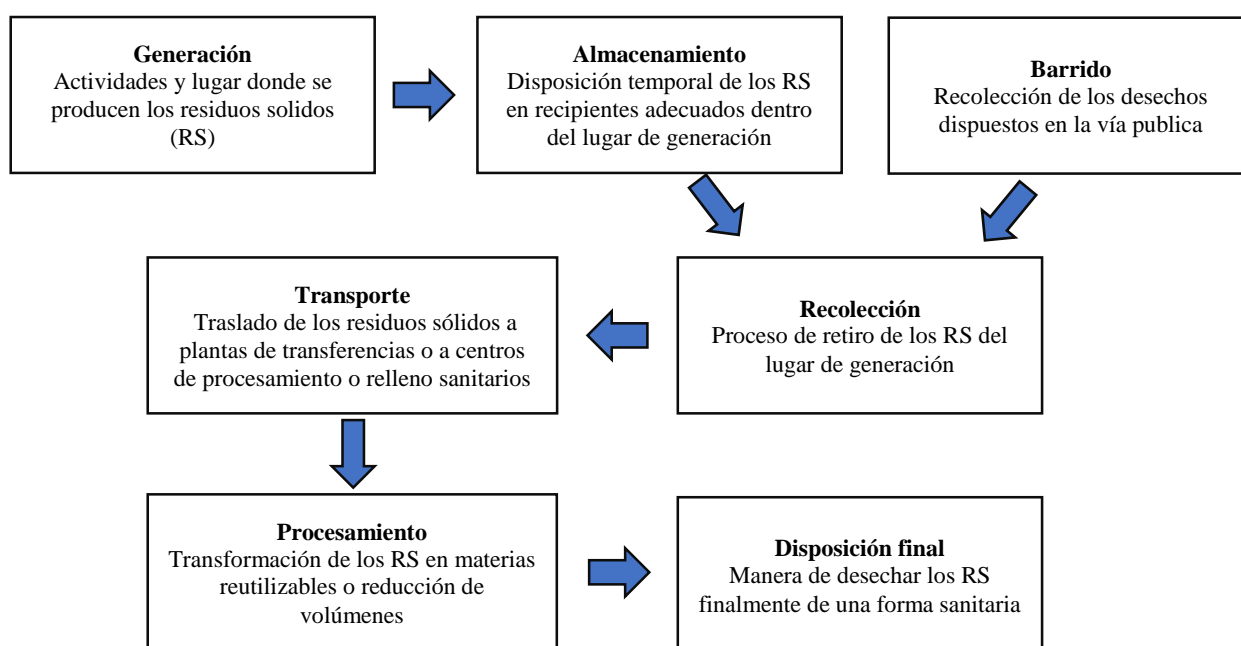 Generación
Actividades y lugar donde se
producen los residuos solidos
(RS)
Almacenamiento
Disposición temporal de los RS
en recipientes adecuados dentro
del lugar de generación
Barrido
Recolección de los desechos
dispuestos en la vía publica
Transporte
Traslado de los residuos sólidos a
plantas de transferencias o a centros
de procesamiento o relleno sanitarios
Recolección
Proceso de retiro de los RS del
lugar de generación
Procesamiento
Transformación de los RS en materias
reutilizables o reducción de
volúmenes
Disposición final
Manera de desechar los RS
finalmente de una forma sanitaria